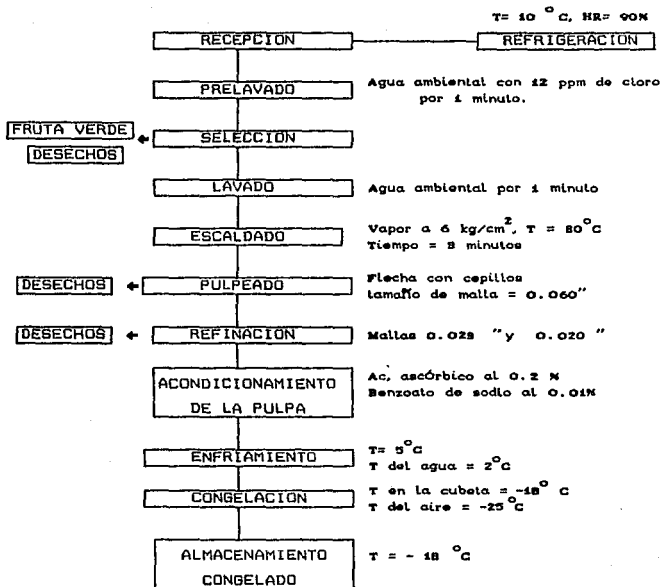 T= 10 °C, HR= 90%
RECEPCION
REFRIGERACION
PRELAVADO
Agua ambiental con 12 ppm de cloro
por 1 minuto.
FRUTA VERDE
DESECHOS
SELECCION
LAVADO
Agua ambiental por 1 minuto
ESCALDADO
Vapor a 6 kg/cm², T = 80°C
Tiempo = 3 minutos
DESECHOS
PULPEADO
Flecha con cepillos
tamaño de malla = 0.060"
DESECHOS
REFINACION
Mallas 0.023 "y 0.020 "
ACONDICIONAMIENTO
DE LA PULPA
Ac, ascórbico al 0.2 %
Benzoato de sodio al 0.01%
ENFRIAMIENTO
T= 5°C
T del agua = 2°C
CONGELACION
T en la cubeta = -18° C
T del aire = -25°C
ALMACENAMIENTO
CONGELADO
T = - 18 °C